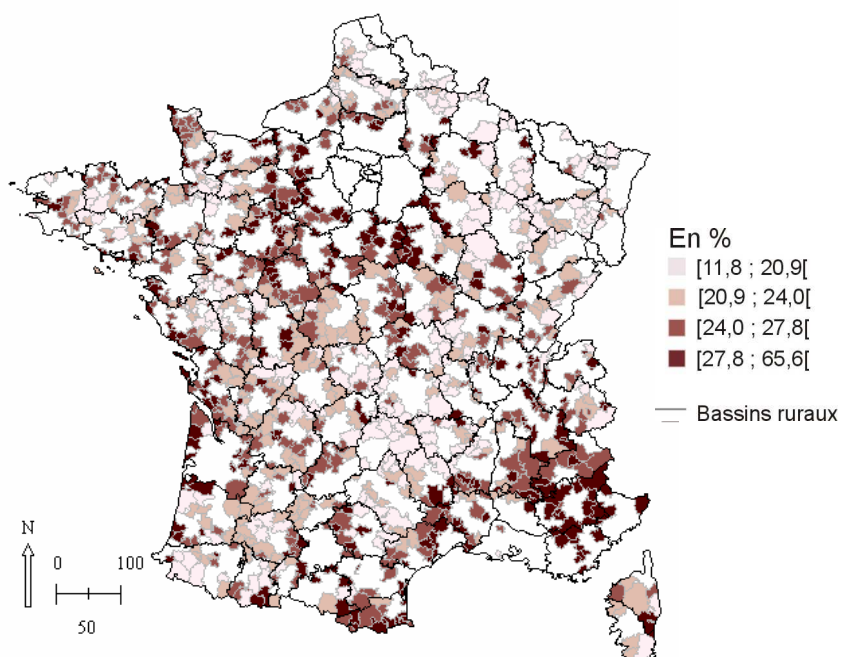 En %
[11,8 ; 20,9[
[20,9 ; 24,0[
[24,0 ; 27,8[
[27,8 ; 65,6[
Bassins ruraux
N
0 100
50